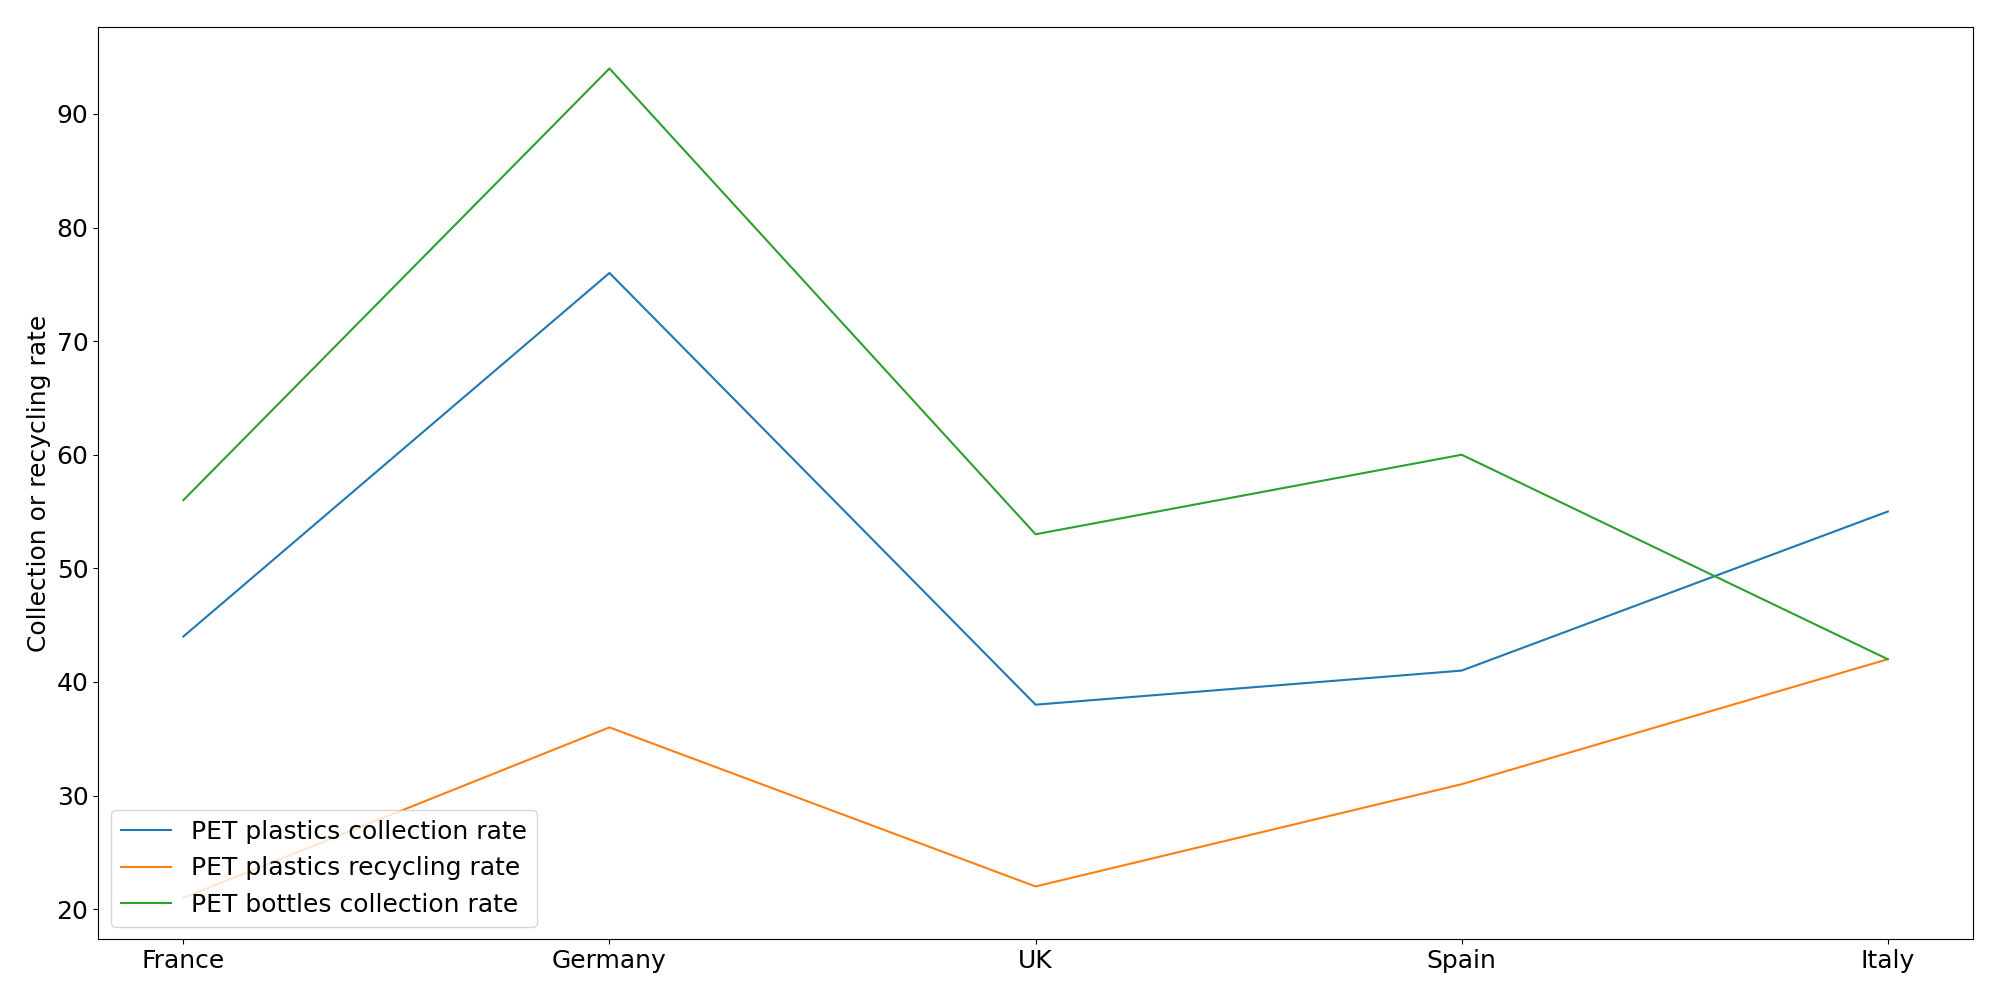 Collection or recycling rate
90
80
70
60
50
40
30
20
PET plastics collection rate
PET plastics recycling rate
PET bottles collection rate
France Germany UK Spain Italy